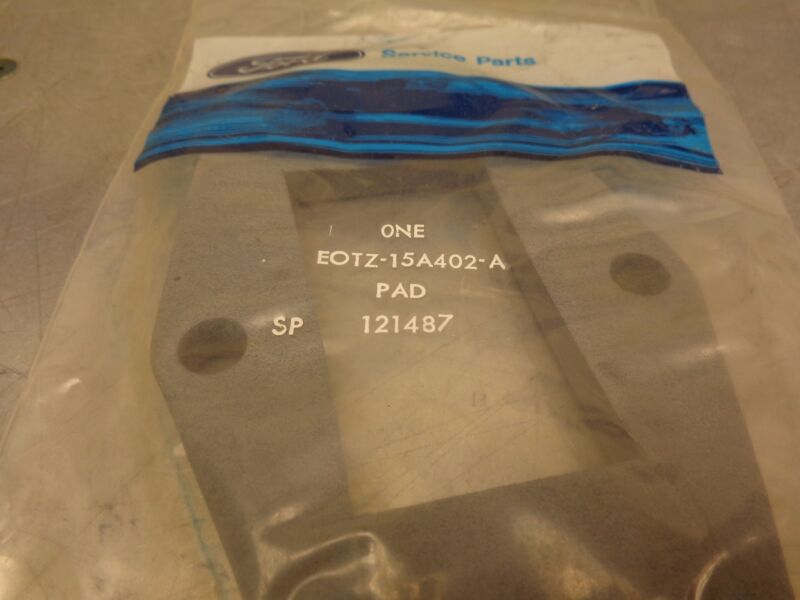 Ford
Service Parts
ONE
EOTZ-15A402-A
PAD
SP 121487